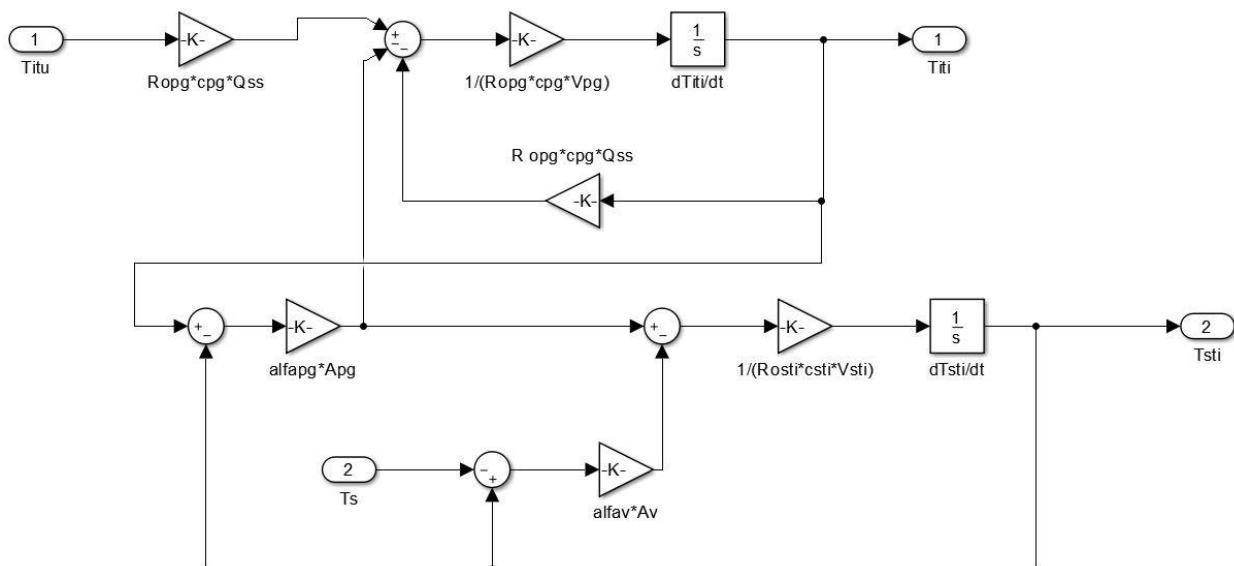 1
Titu
-K-
Ropg*cpg*Qss
+
−
−
-K-
1/(Ropg*cpg*Vpg)
1
s
dTiti/dt
1
Titi
R opg*cpg*Qss
-K-
+
−
-K-
alfapg*Apg
+
−
-K-
1/(Rosti*csti*Vsti)
1
s
dTsti/dt
2
Tsti
2
Ts
−
+
-K-
alfav*Av